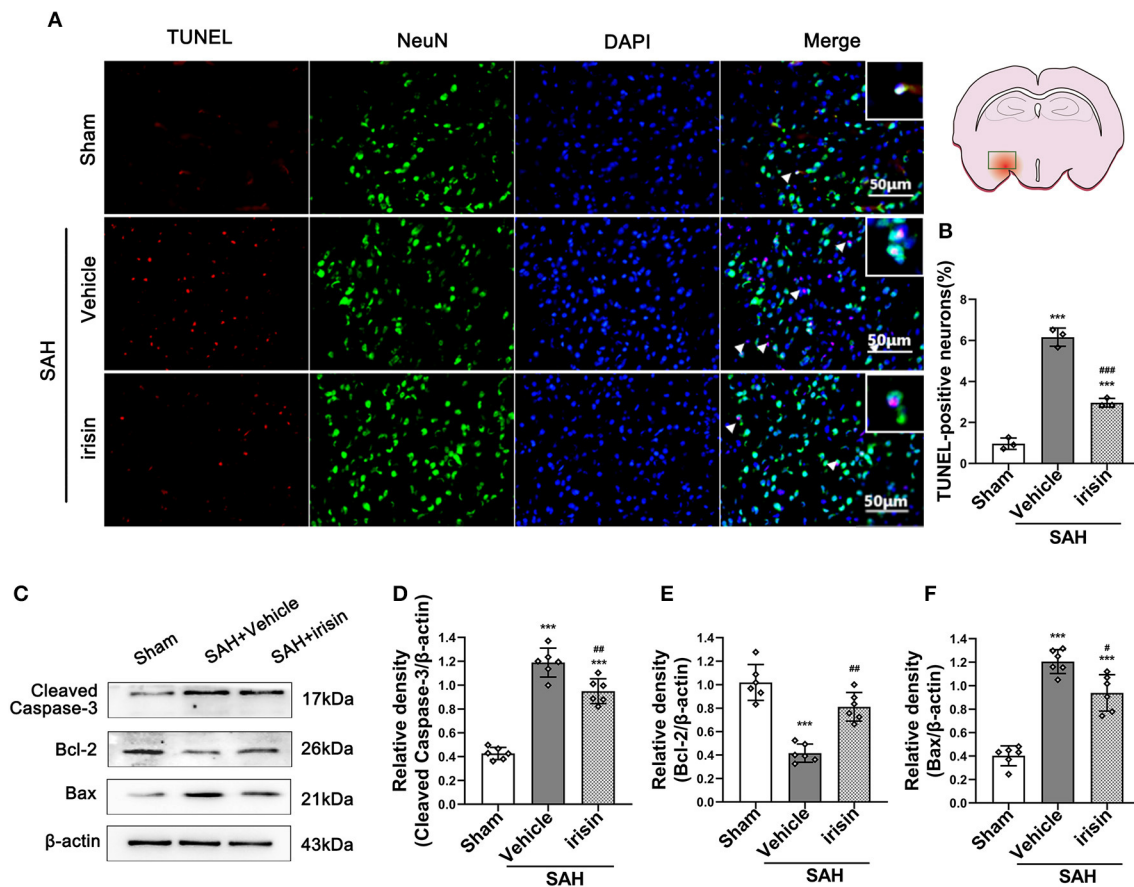 A
TUNEL
NeuN
DAPI
Merge
Sham
50μm
SAH
Vehicle
50μm
irisin
50μm
B
TUNEL-positive neurons(%)
8
6
4
2
0
***
###
***
Sham
Vehicle
irisin
SAH
C
Sham
SAH+Vehicle
SAH+irisin
Cleaved
Caspase-3
17kDa
Bcl-2
26kDa
Bax
21kDa
β-actin
43kDa
D
Relative density
(Cleaved Caspase-3/β-actin)
1.4
1.2
1.0
0.8
0.6
0.4
0.2
0.0
***
##
***
Sham
Vehicle
irisin
SAH
E
Relative density
(Bcl-2/β-actin)
1.4
1.2
1.0
0.8
0.6
0.4
0.2
0.0
***
##
Sham
Vehicle
irisin
SAH
F
Relative density
(Bax/β-actin)
1.4
1.2
1.0
0.8
0.6
0.4
0.2
0.0
***
#
***
Sham
Vehicle
irisin
SAH